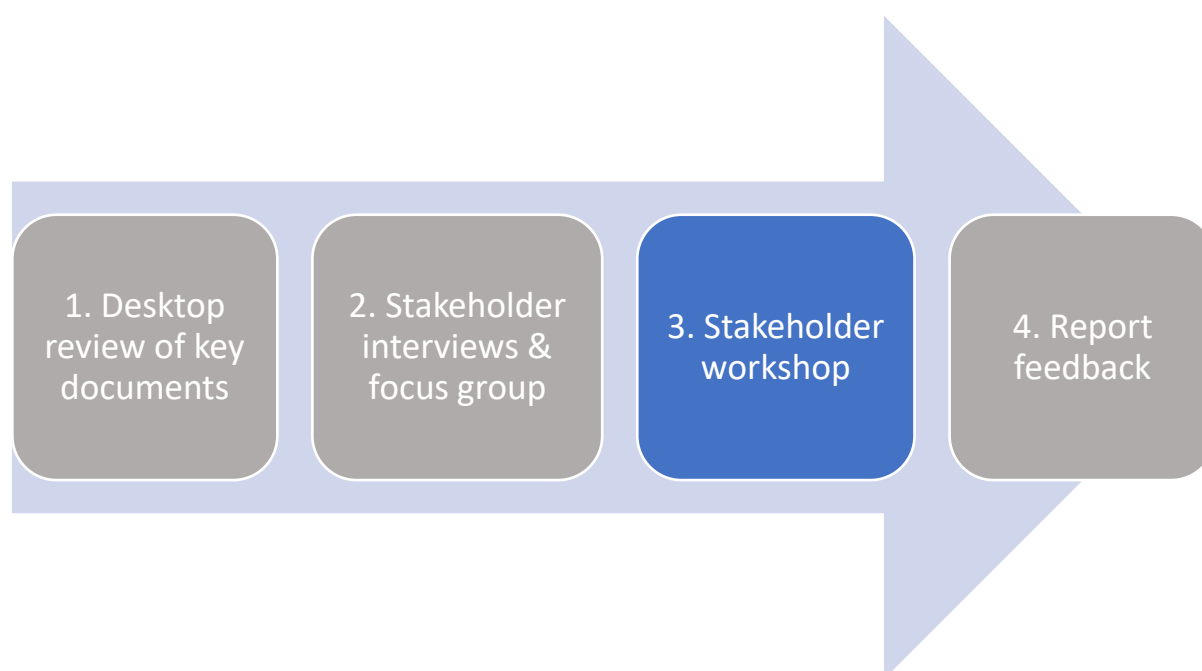 1. Desktop
review of key
documents
2. Stakeholder
interviews &
focus group
3. Stakeholder
workshop
4. Report
feedback